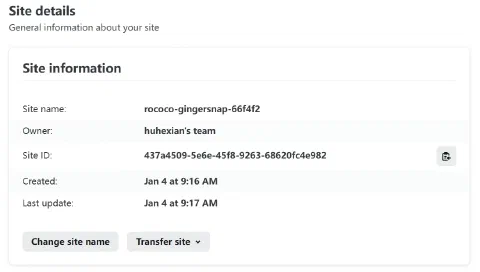 Site details
General information about your site
Site information
Site name: rococo-gingersnap-66f4f2
Owner: huhexian's team
Site ID: 437a4509-5e6e-45f8-9263-68620fc4e982
Created: Jan 4 at 9:16 AM
Last update: Jan 4 at 9:17 AM
Change site name Transfer site